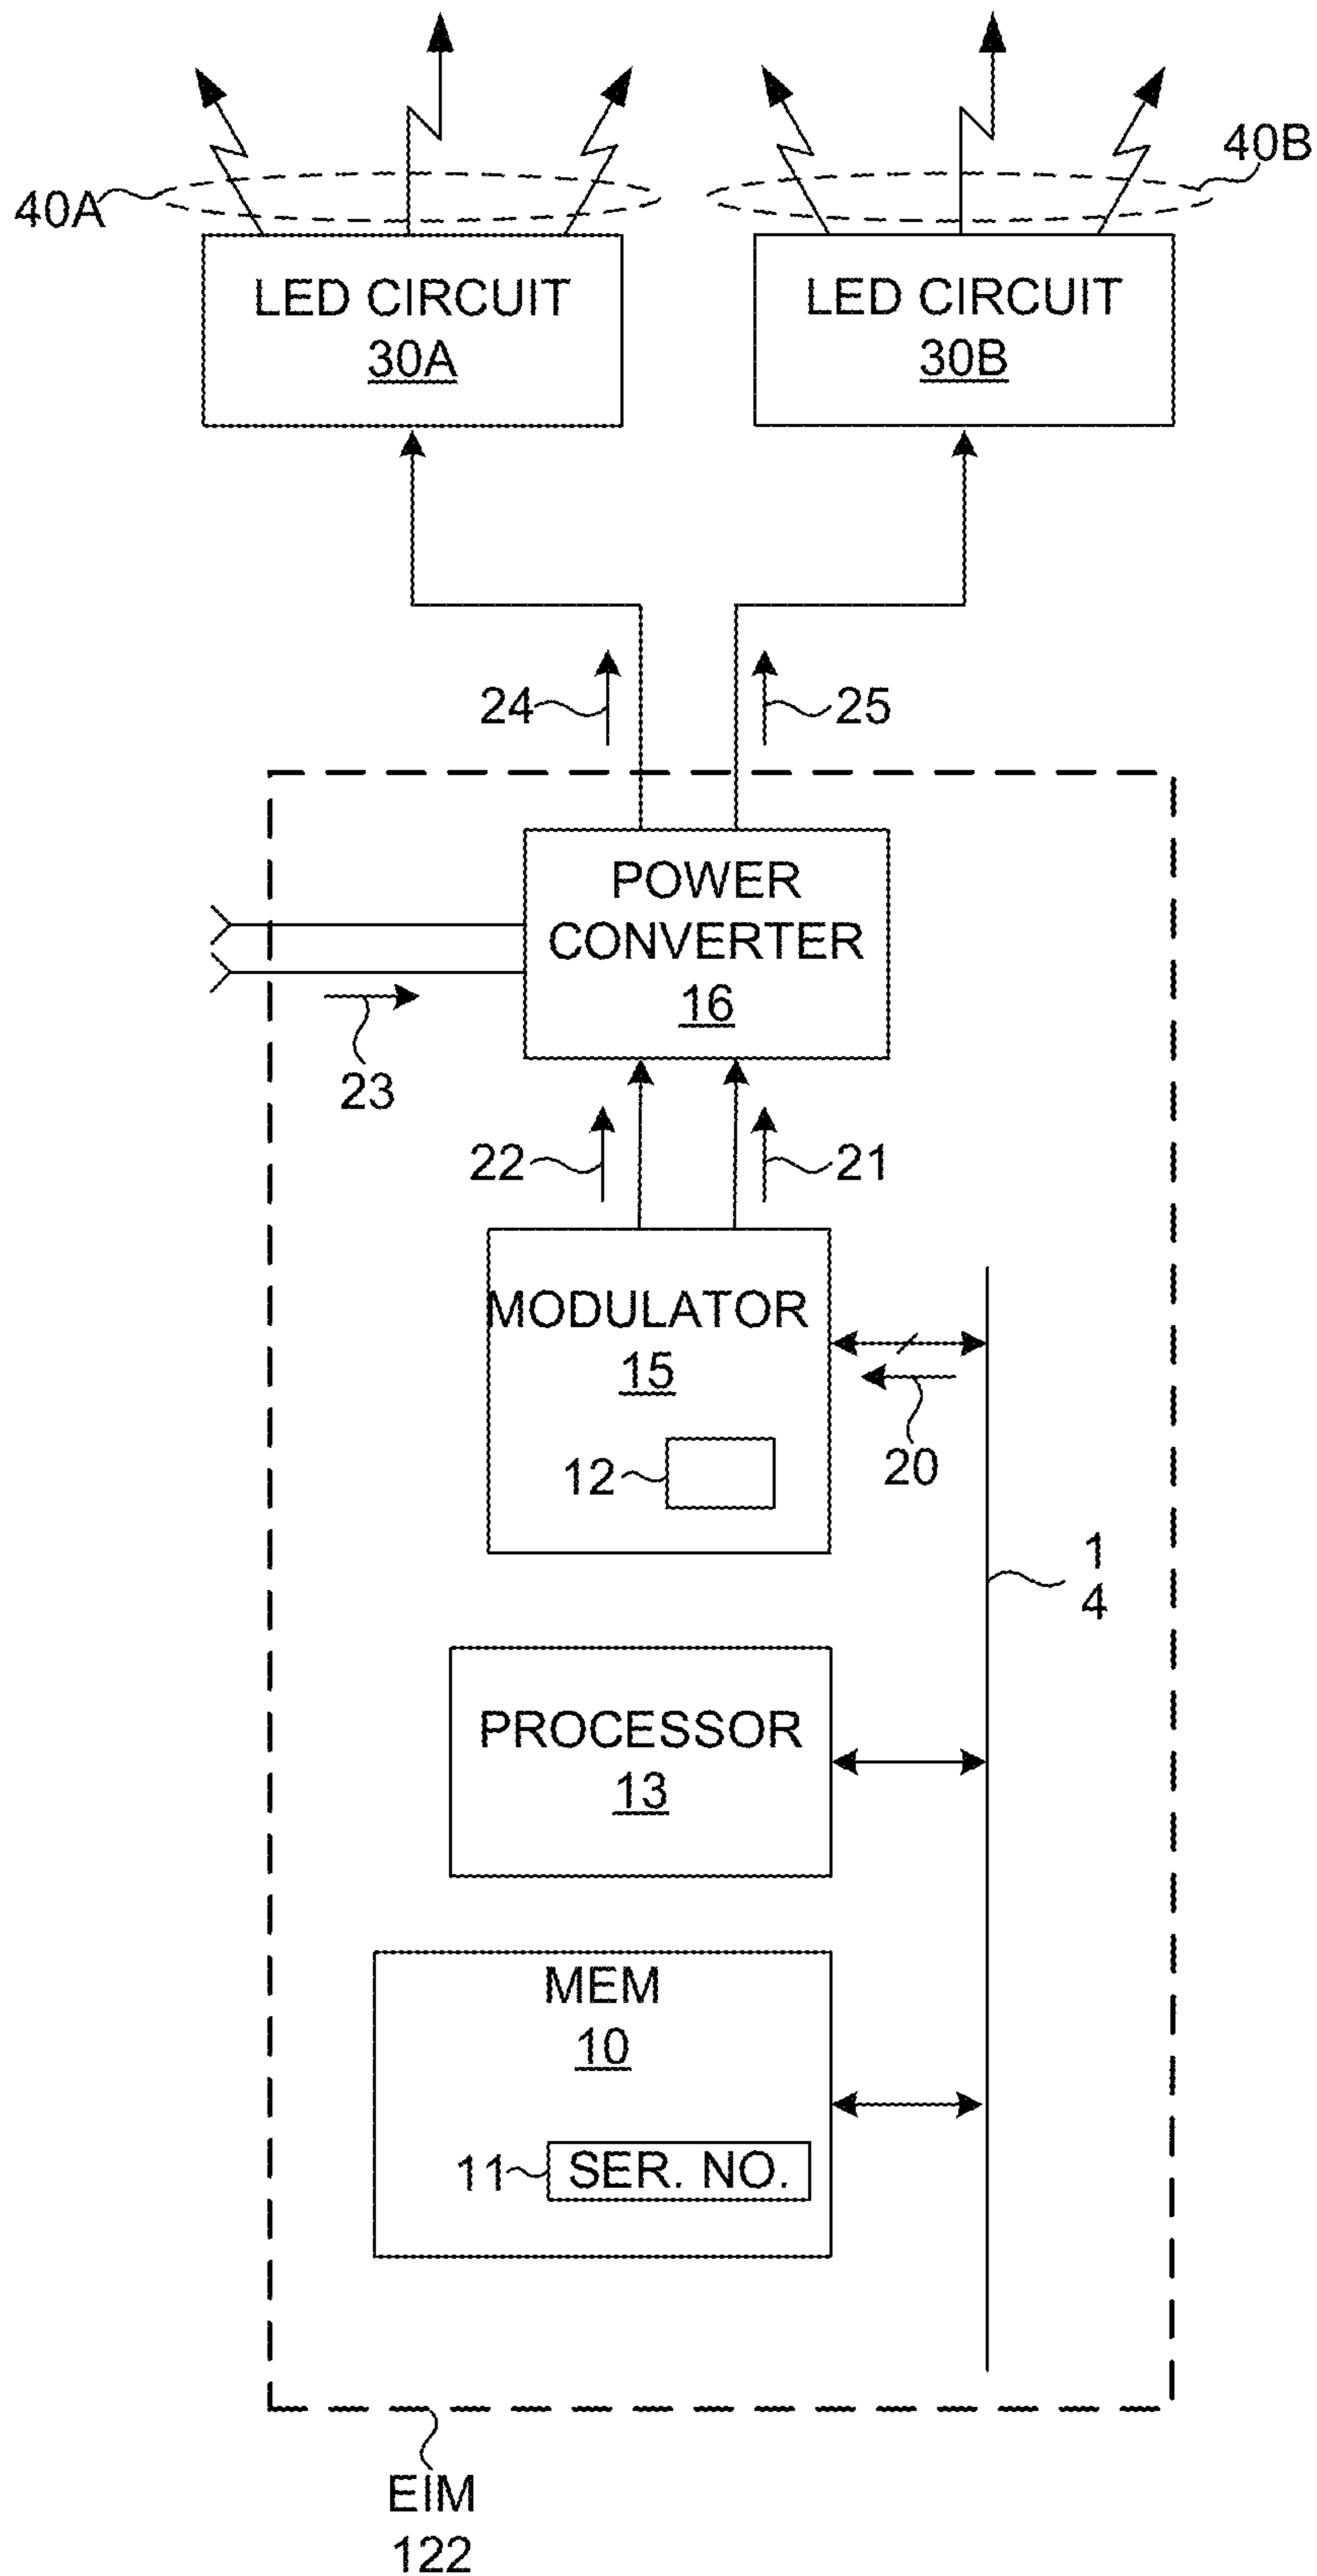 40A
40B
LED CIRCUIT
30A
LED CIRCUIT
30B
24
25
POWER
CONVERTER
16
23
22
21
MODULATOR
15
12
20
1
4
PROCESSOR
13
MEM
10
11
SER. NO.
EIM
122